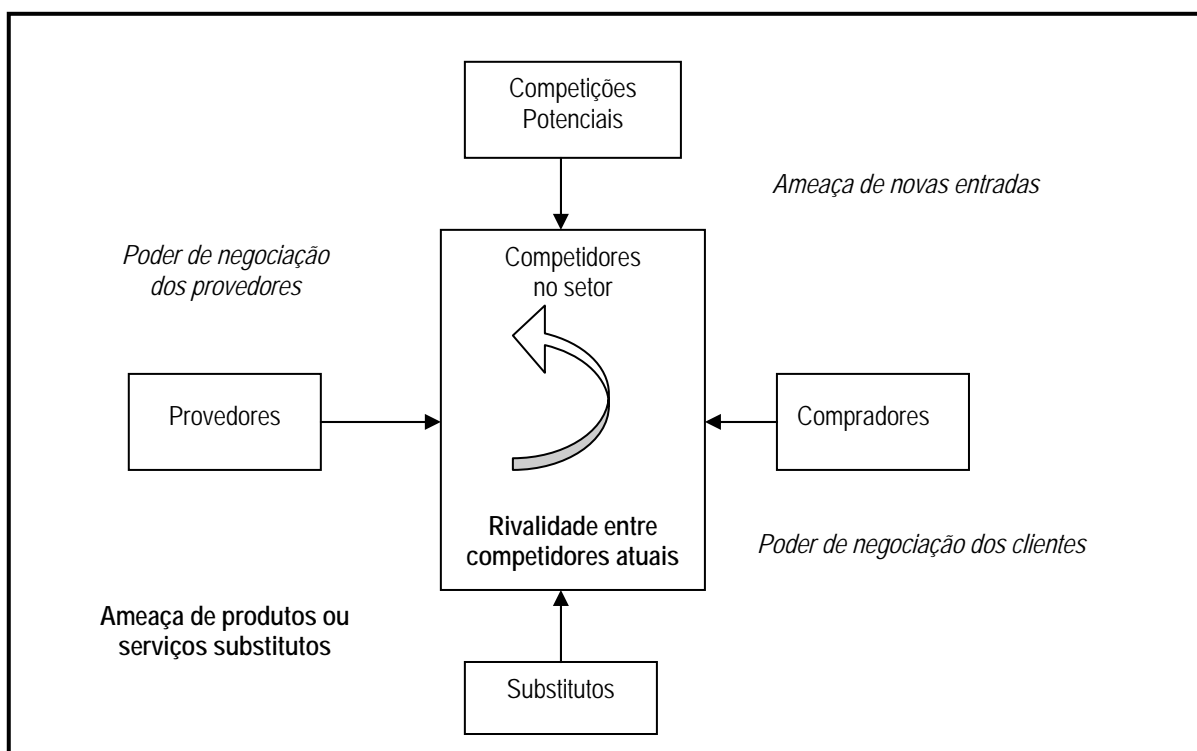 Competições
Potenciais
Ameaça de novas entradas
Poder de negociação
dos provedores
Competidores
no setor
Provedores
Compradores
Rivalidade entre
competidores atuais
Poder de negociação dos clientes
Ameaça de produtos ou
serviços substitutos
Substitutos